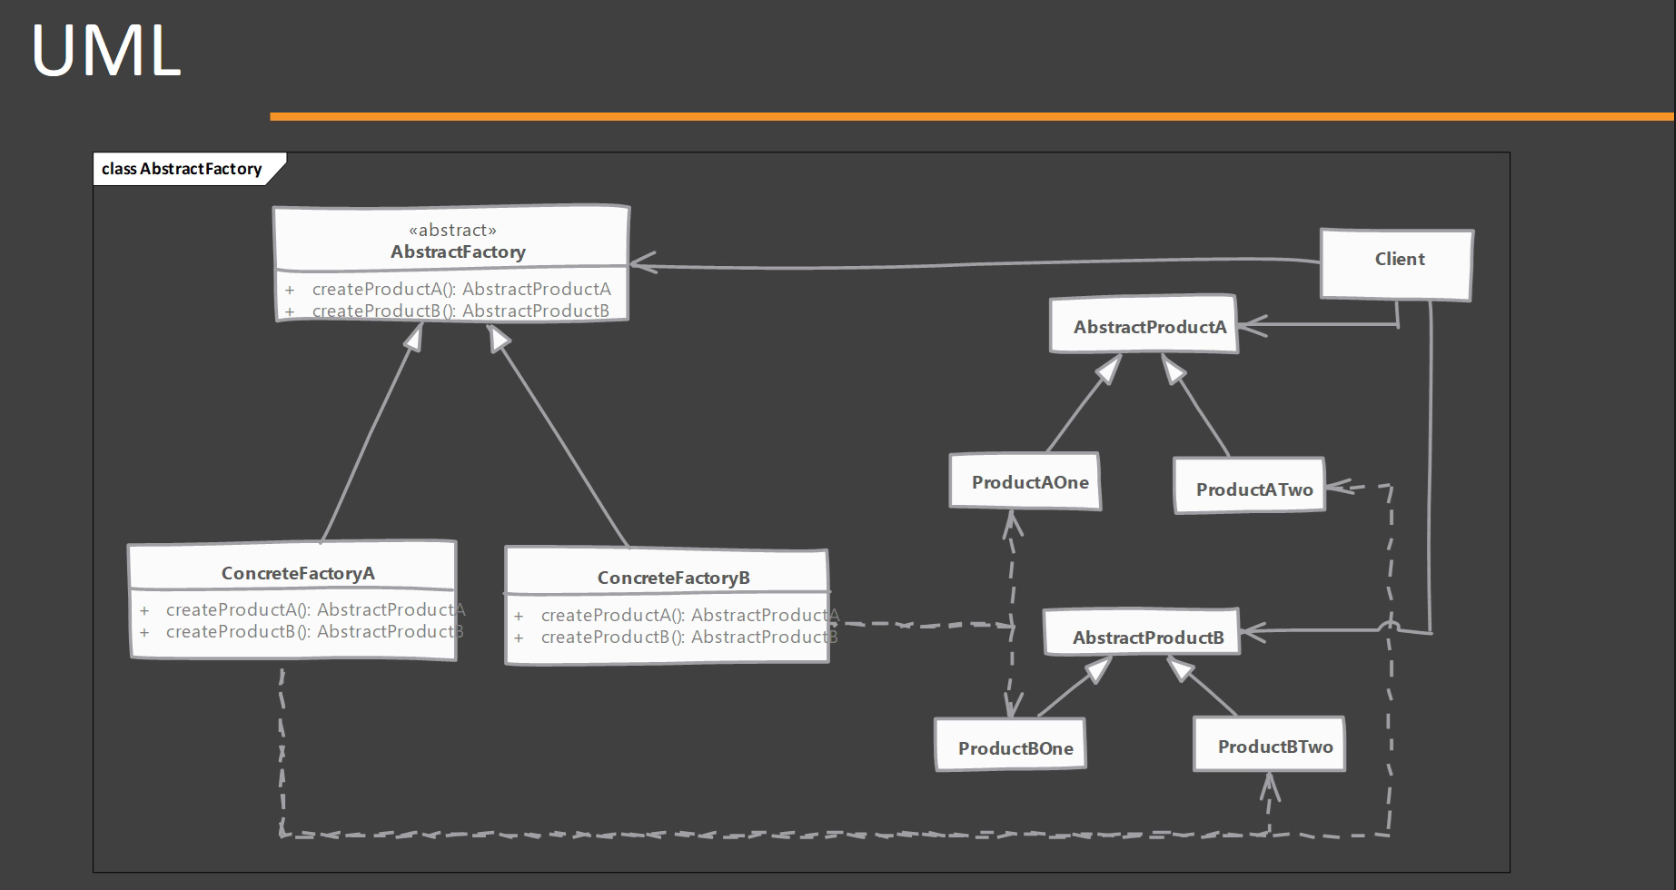 UML
class AbstractFactory
«abstract»
AbstractFactory
+ createProductA(): AbstractProductA
+ createProductB(): AbstractProductB
Client
AbstractProductA
ProductAOne
ProductATwo
ConcreteFactoryA
+ createProductA(): AbstractProductA
+ createProductB(): AbstractProductB
ConcreteFactoryB
+ createProductA(): AbstractProductA
+ createProductB(): AbstractProductB
AbstractProductB
ProductBOne
ProductBTwo